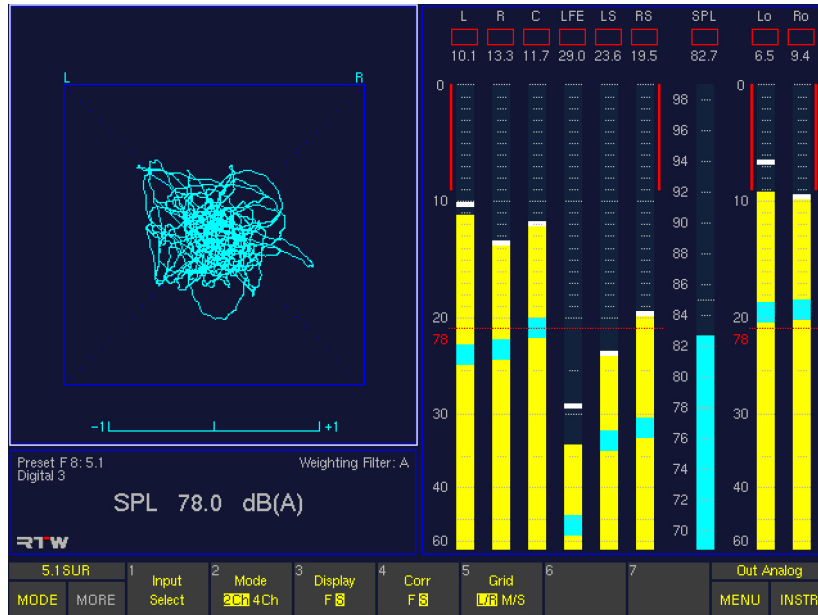 L R C LFE LS RS SPL Lo Ro
10.1 13.3 11.7 29.0 23.6 19.5 82.7 6.5 9.4
L R
0 0
98
96
94
92
10 90 10
88
86
84
20 20
78 82 78
80
30 78 30
76
74
40 40
72
70
60 60
-1 +1
Preset F 8: 5.1 Weighting Filter: A
Digital 3
SPL 78.0 dB(A)
RTW
5.1SUR 1 Input 2 Mode 3 Display 4 Corr 5 Grid 6 7 Out Analog
MODE MORE Select 2Ch 4Ch F S F S L/R M/S MENU INSTR